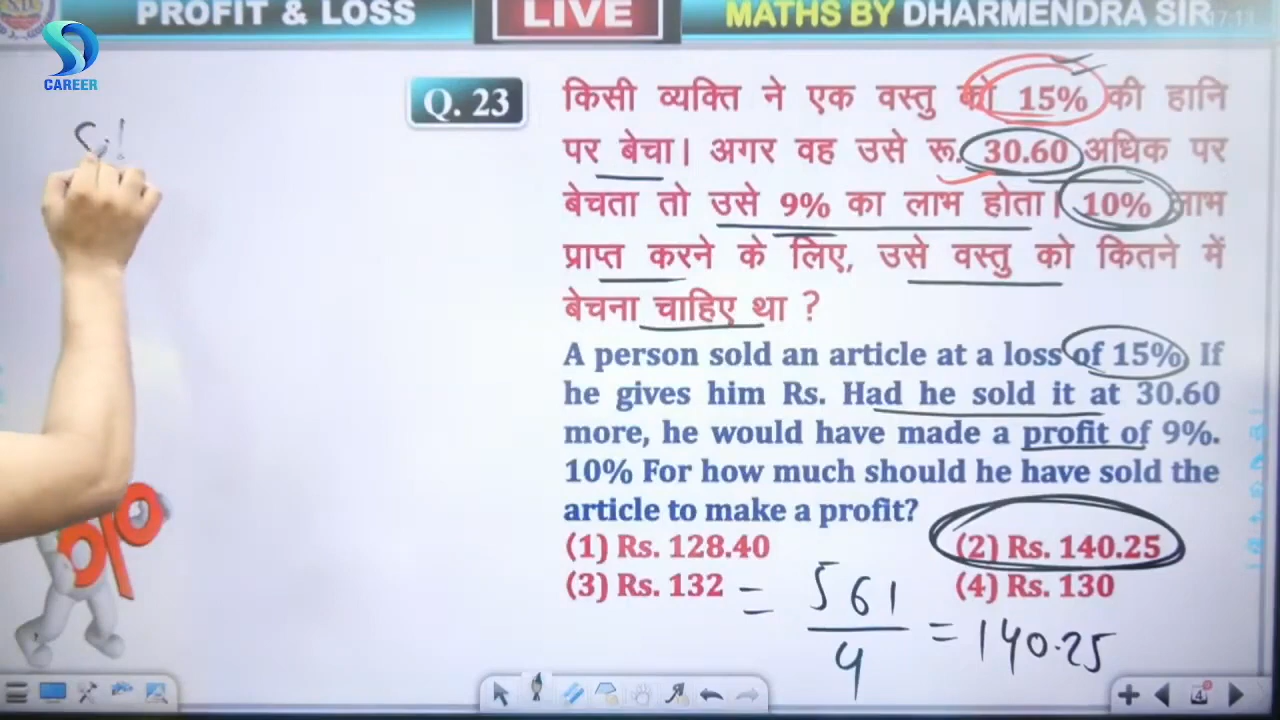 PROFIT & LOSS
LIVE
MATHS BY DHARMENDRA SIR
17:13
CAREER
Q. 23
किसी व्यक्ति ने एक वस्तु को 15% की हानि
पर बेचा। अगर वह उसे रू. 30.60 अधिक पर
बेचता तो उसे 9% का लाभ होता। 10% लाभ
प्राप्त करने के लिए, उसे वस्तु को कितने में
बेचना चाहिए था ?
A person sold an article at a loss of 15% If
he gives him Rs. Had he sold it at 30.60
more, he would have made a profit of 9%.
10% For how much should he have sold the
article to make a profit?
(1) Rs. 128.40
(2) Rs. 140.25
(3) Rs. 132
(4) Rs. 130
= 561
4
= 140.25
4